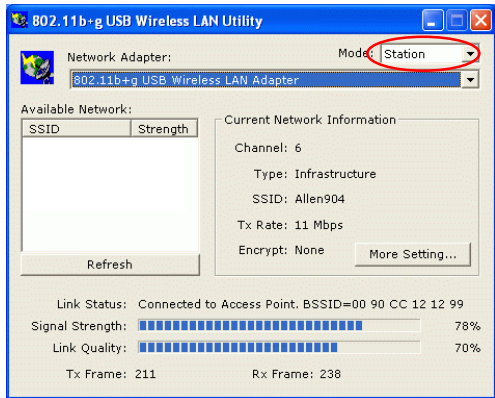 802.11b+g USB Wireless LAN Utility
Network Adapter:
Mode: Station
802.11b+g USB Wireless LAN Adapter
Available Network:
SSID Strength
Refresh
Current Network Information
Channel: 6
Type: Infrastructure
SSID: Allen904
Tx Rate: 11 Mbps
Encrypt: None
More Setting...
Link Status: Connected to Access Point. BSSID=00 90 CC 12 12 99
Signal Strength: 78%
Link Quality: 70%
Tx Frame: 211 Rx Frame: 238